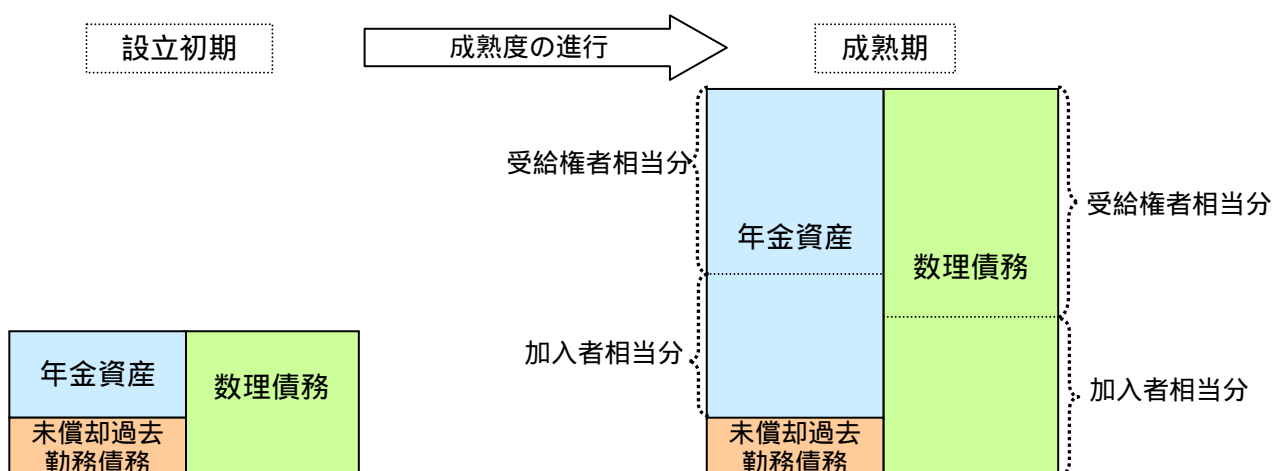 設立初期
成熟度の進行
成熟期
受給権者相当分
年金資産
受給権者相当分
数理債務
加入者相当分
加入者相当分
年金資産
数理債務
未償却過去
勤務債務
未償却過去
勤務債務